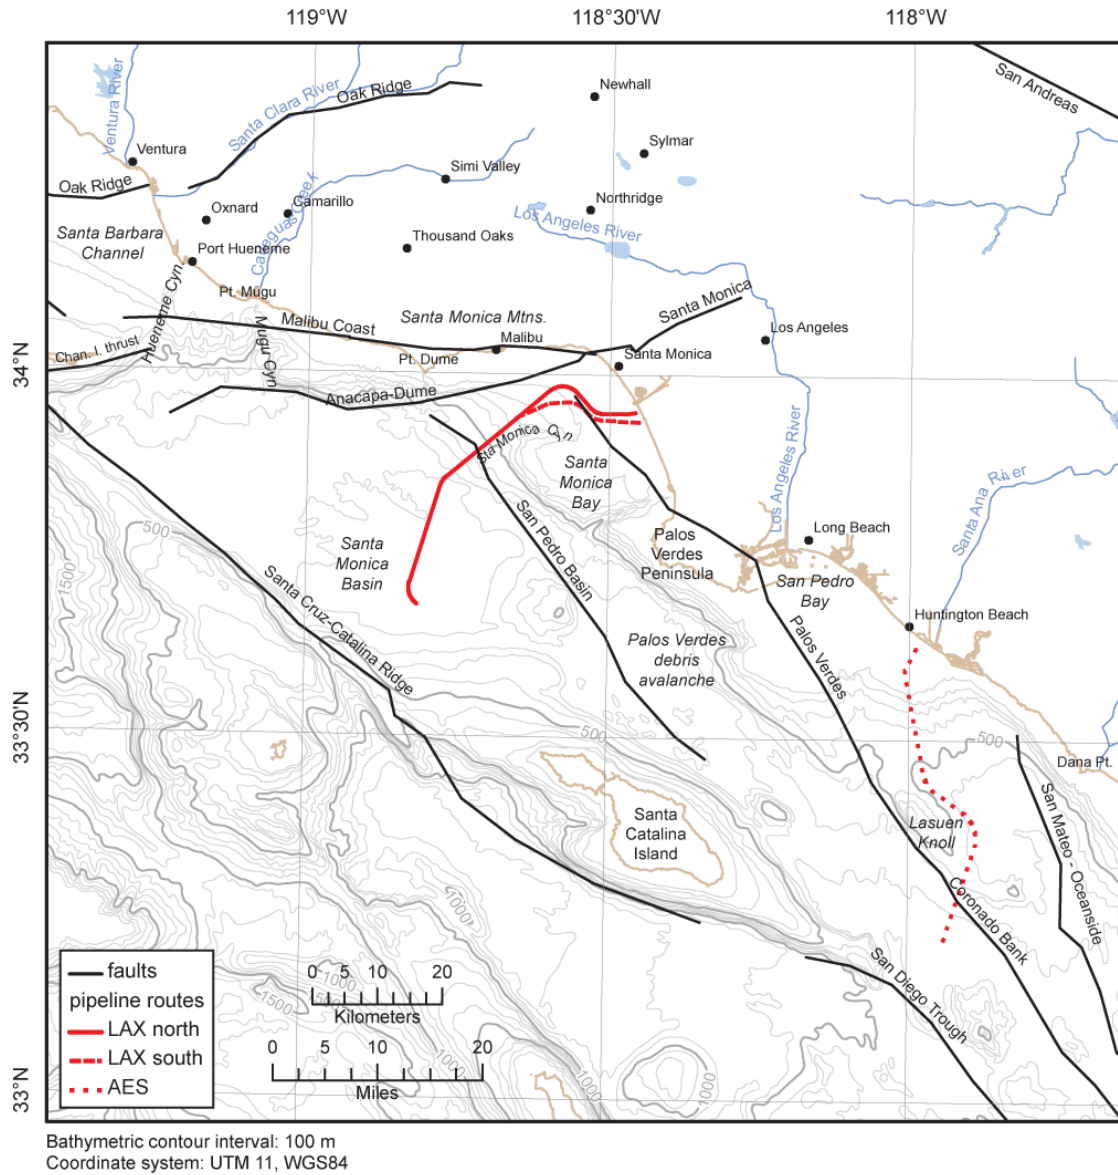 119°W
118°30'W
118°W
34°N
33°30'N
33°N
San Andreas
Newhall
Ventura River
Santa Clara River
Oak Ridge
Sylmar
Ventura
Simi Valley
Oak Ridge
Northridge
Oxnard
Camarillo
Calleguas Creek
Los Angeles River
Santa Barbara
Channel
Thousand Oaks
Port Hueneme
Pt. Mugu
Hueneme Cyn
Mugu Cyn
Malibu Coast
Santa Monica Mtns.
Santa Monica
Malibu
Los Angeles
Chan. I. thrust
Pt. Dume
Santa Monica
Anacapa-Dume
Sta Monica Cyn
Santa
Monica
Bay
Los Angeles River
Santa Ana River
San Pedro Basin
500
1500
Santa
Monica
Basin
Palos
Verdes
Peninsula
Long Beach
San Pedro
Bay
Santa Cruz-Catalina Ridge
Huntington Beach
Palos Verdes
debris
avalanche
Palos Verdes
500
500
Dana Pt.
Santa
Catalina
Island
Lasuen
Knoll
San Mateo - Oceanside
Coronado Bank
1000
San Diego Trough
1000
1500
1000
1000
faults
pipeline routes
LAX north
LAX south
AES
0 5 10 20
Kilometers
0 5 10 20
Miles
Bathymetric contour interval: 100 m
Coordinate system: UTM 11, WGS84